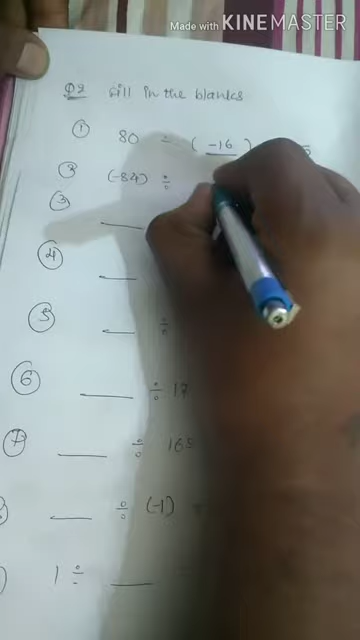 Made with KINEMASTER
Q2 fill in the blanks
① 80 ÷ (-16)
② (-84) ÷
③ ___
④ ___
⑤ ___ ÷
⑥ ___ ÷ 17
⑦ ___ ÷ 165
___ ÷ (-1) =
1 ÷ ___